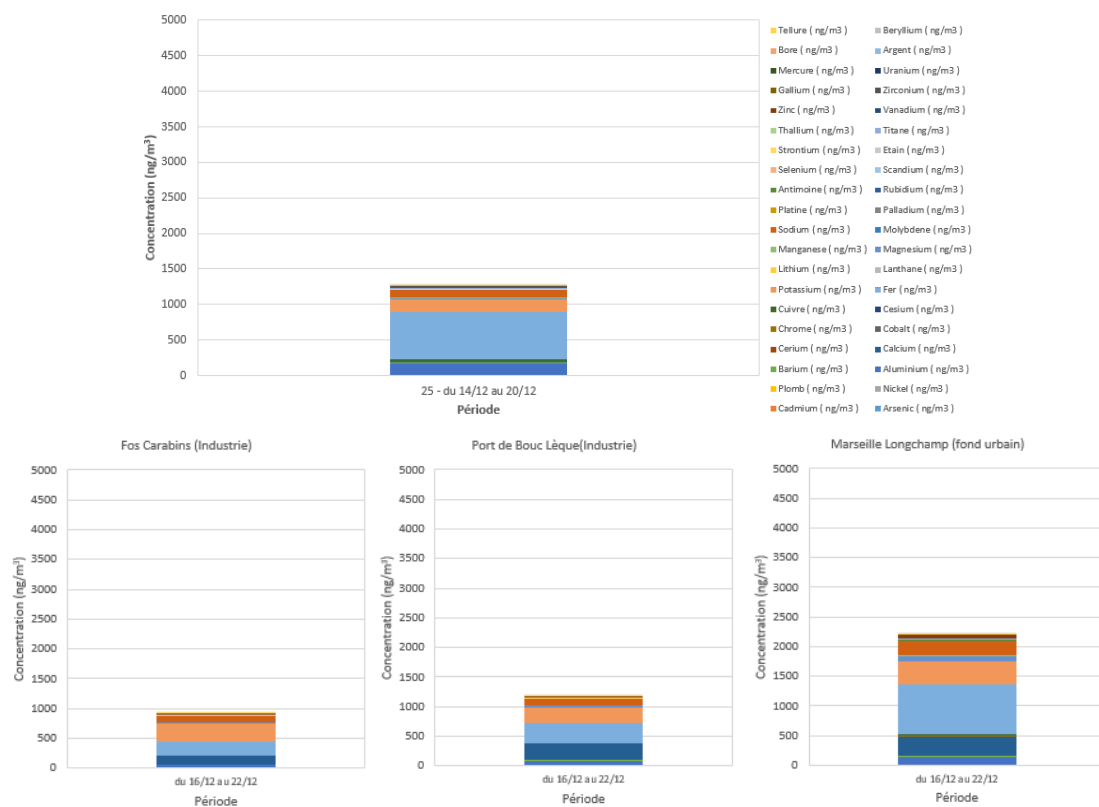 5000
4500
4000
3500
3000
2500
2000
1500
1000
500
0
Concentration (ng/m³)
25 - du 14/12 au 20/12
Période
Tellure ( ng/m3 ) Beryllium ( ng/m3 )
Bore ( ng/m3 ) Argent ( ng/m3 )
Mercure ( ng/m3 ) Uranium ( ng/m3 )
Gallium ( ng/m3 ) Zirconium ( ng/m3 )
Zinc ( ng/m3 ) Vanadium ( ng/m3 )
Thallium ( ng/m3 ) Titane ( ng/m3 )
Strontium ( ng/m3 ) Etain ( ng/m3 )
Selenium ( ng/m3 ) Scandium ( ng/m3 )
Antimoine ( ng/m3 ) Rubidium ( ng/m3 )
Platine ( ng/m3 ) Palladium ( ng/m3 )
Sodium ( ng/m3 ) Molybdene ( ng/m3 )
Manganese ( ng/m3 ) Magnesium ( ng/m3 )
Lithium ( ng/m3 ) Lanthane ( ng/m3 )
Potassium ( ng/m3 ) Fer ( ng/m3 )
Cuivre ( ng/m3 ) Cesium ( ng/m3 )
Chrome ( ng/m3 ) Cobalt ( ng/m3 )
Cerium ( ng/m3 ) Calcium ( ng/m3 )
Barium ( ng/m3 ) Aluminium ( ng/m3 )
Plomb ( ng/m3 ) Nickel ( ng/m3 )
Cadmium ( ng/m3 ) Arsenic ( ng/m3 )
Fos Carabins (Industrie)
5000
4500
4000
3500
3000
2500
2000
1500
1000
500
0
Concentration (ng/m³)
du 16/12 au 22/12
Période
Port de Bouc Lèque(Industrie)
5000
4500
4000
3500
3000
2500
2000
1500
1000
500
0
Concentration (ng/m³)
du 16/12 au 22/12
Période
Marseille Longchamp (fond urbain)
5000
4500
4000
3500
3000
2500
2000
1500
1000
500
0
Concentration (ng/m³)
du 16/12 au 22/12
Période